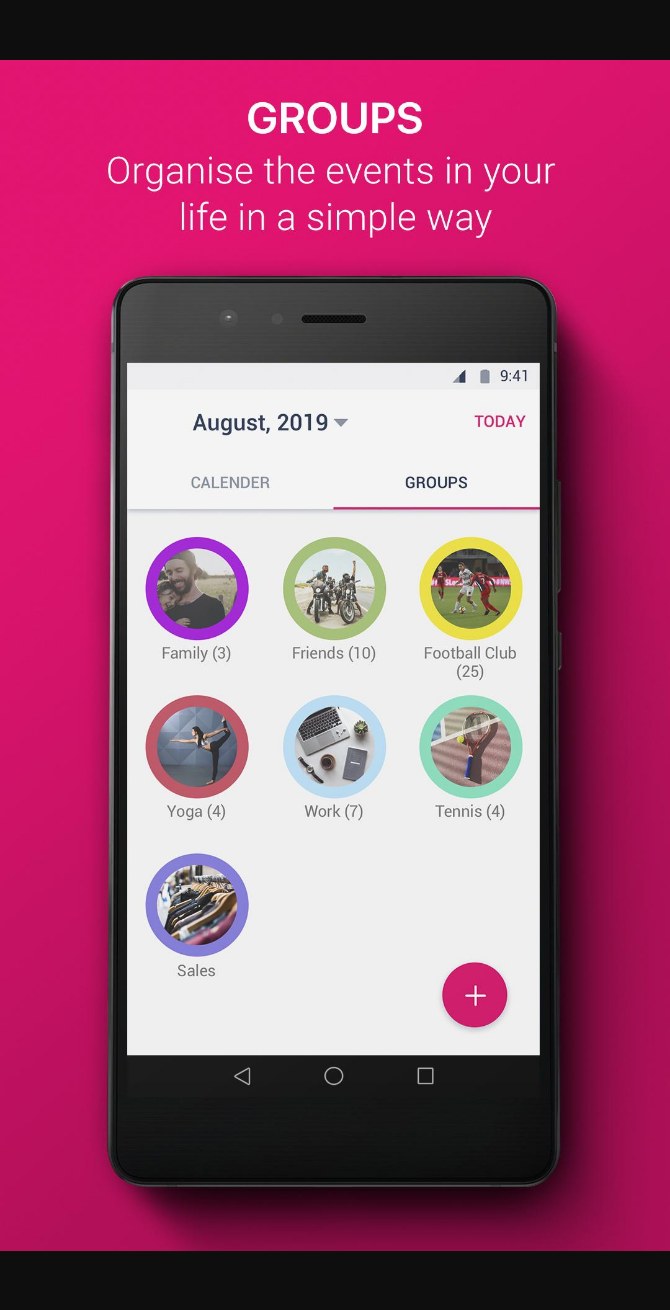 GROUPS
Organise the events in your
life in a simple way
9:41
August, 2019
TODAY
CALENDER
GROUPS
Family (3)
Friends (10)
Football Club
(25)
Yoga (4)
Work (7)
Tennis (4)
Sales